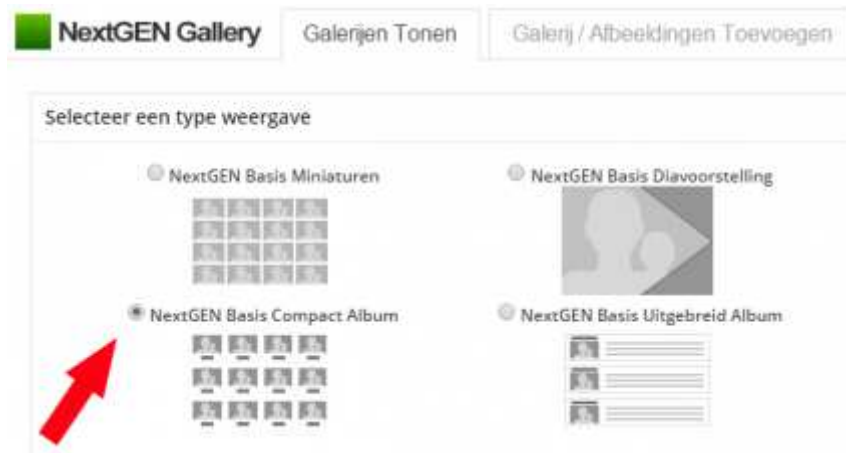 NextGEN Gallery Galerijen Tonen Galerij / Afbeeldingen Toevoegen
Selecteer een type weergave
NextGEN Basis Miniaturen NextGEN Basis Diavoorstelling
NextGEN Basis Compact Album NextGEN Basis Uitgebreid Album